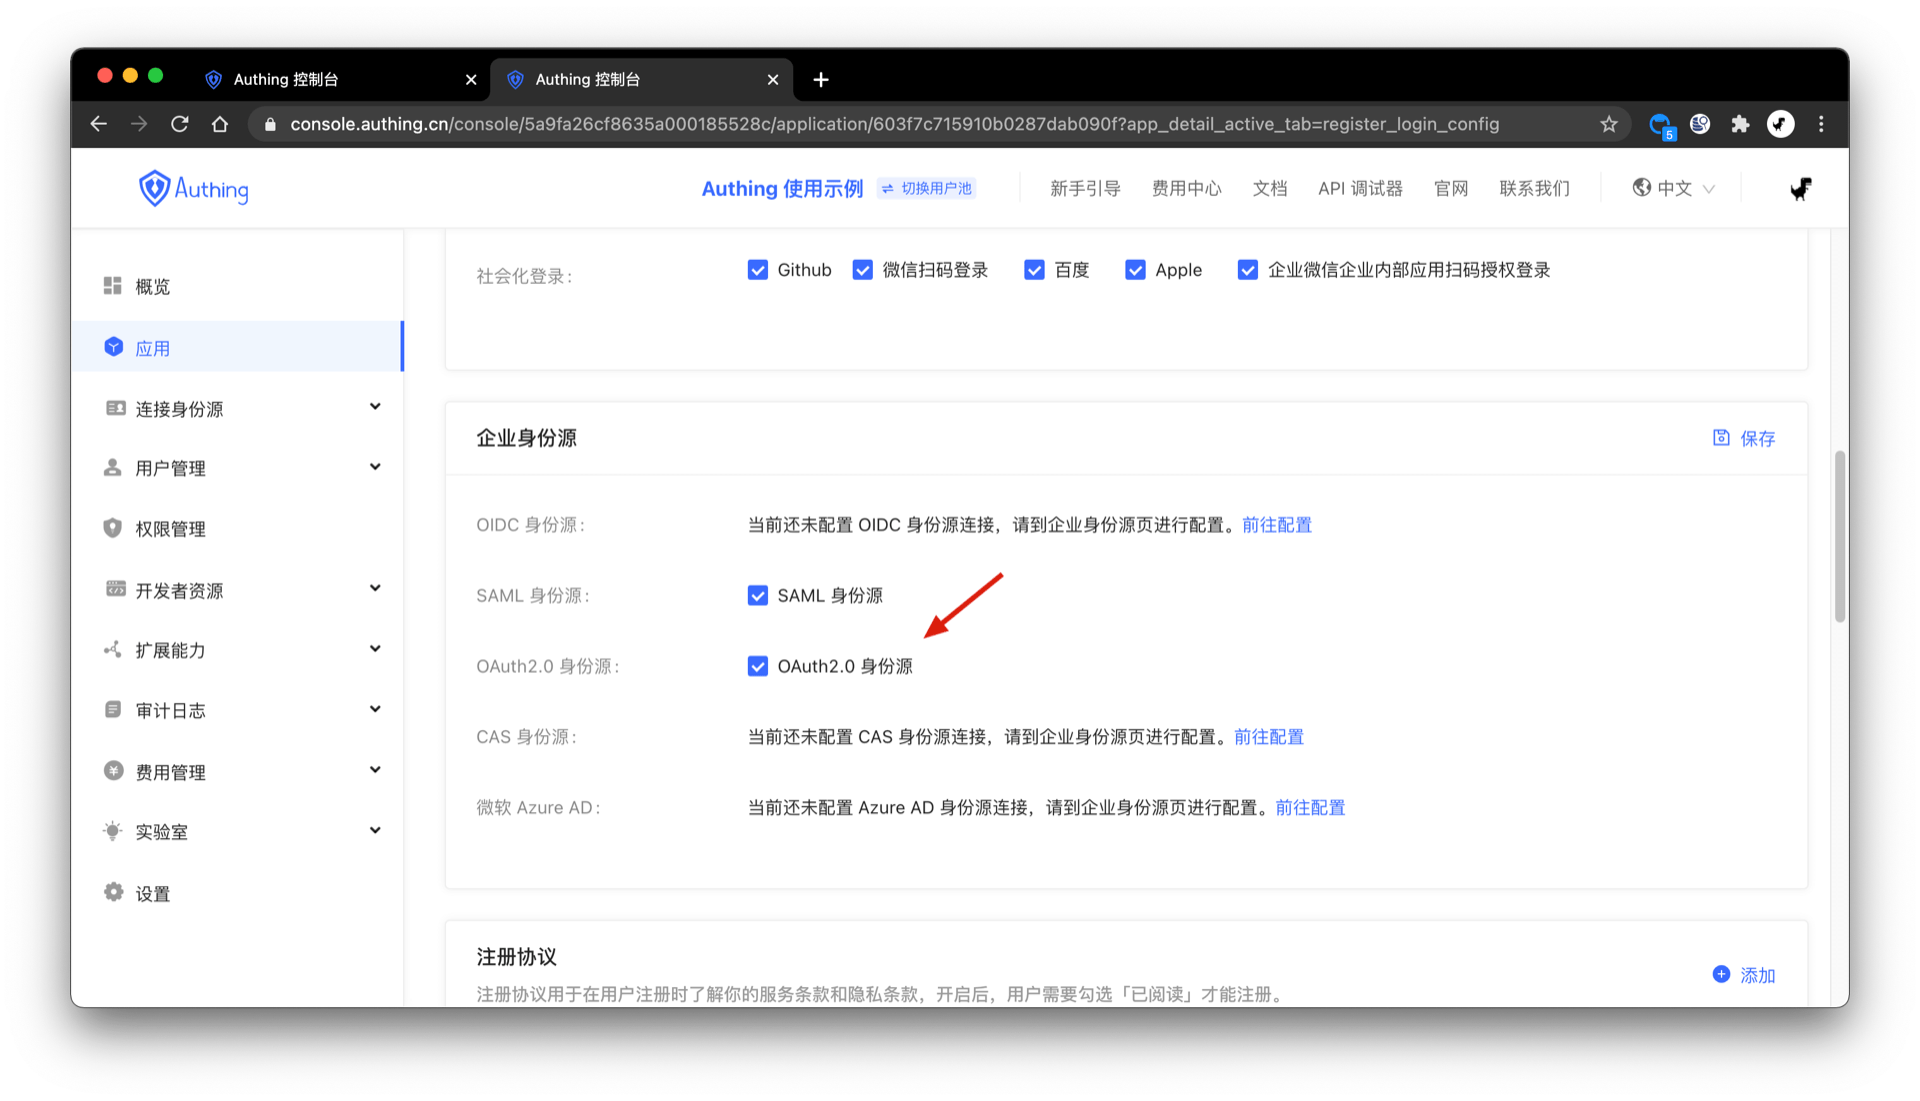 Authing 控制台
Authing 控制台
console.authing.cn/console/5a9fa26cf8635a000185528c/application/603f7c715910b0287dab090f?app_detail_active_tab=register_login_config
5
Authing
Authing 使用示例
切换用户池
新手引导 费用中心 文档 API 调试器 官网 联系我们
中文
概览
应用
连接身份源
用户管理
权限管理
开发者资源
扩展能力
审计日志
费用管理
实验室
设置
社会化登录:
Github 微信扫码登录 百度 Apple 企业微信企业内部应用扫码授权登录
企业身份源
保存
OIDC 身份源: 当前还未配置 OIDC 身份源连接，请到企业身份源页进行配置。前往配置
SAML 身份源: SAML 身份源
OAuth2.0 身份源: OAuth2.0 身份源
CAS 身份源: 当前还未配置 CAS 身份源连接，请到企业身份源页进行配置。前往配置
微软 Azure AD: 当前还未配置 Azure AD 身份源连接，请到企业身份源页进行配置。前往配置
注册协议
添加
注册协议用于在用户注册时了解你的服务条款和隐私条款，开启后，用户需要勾选「已阅读」才能注册。